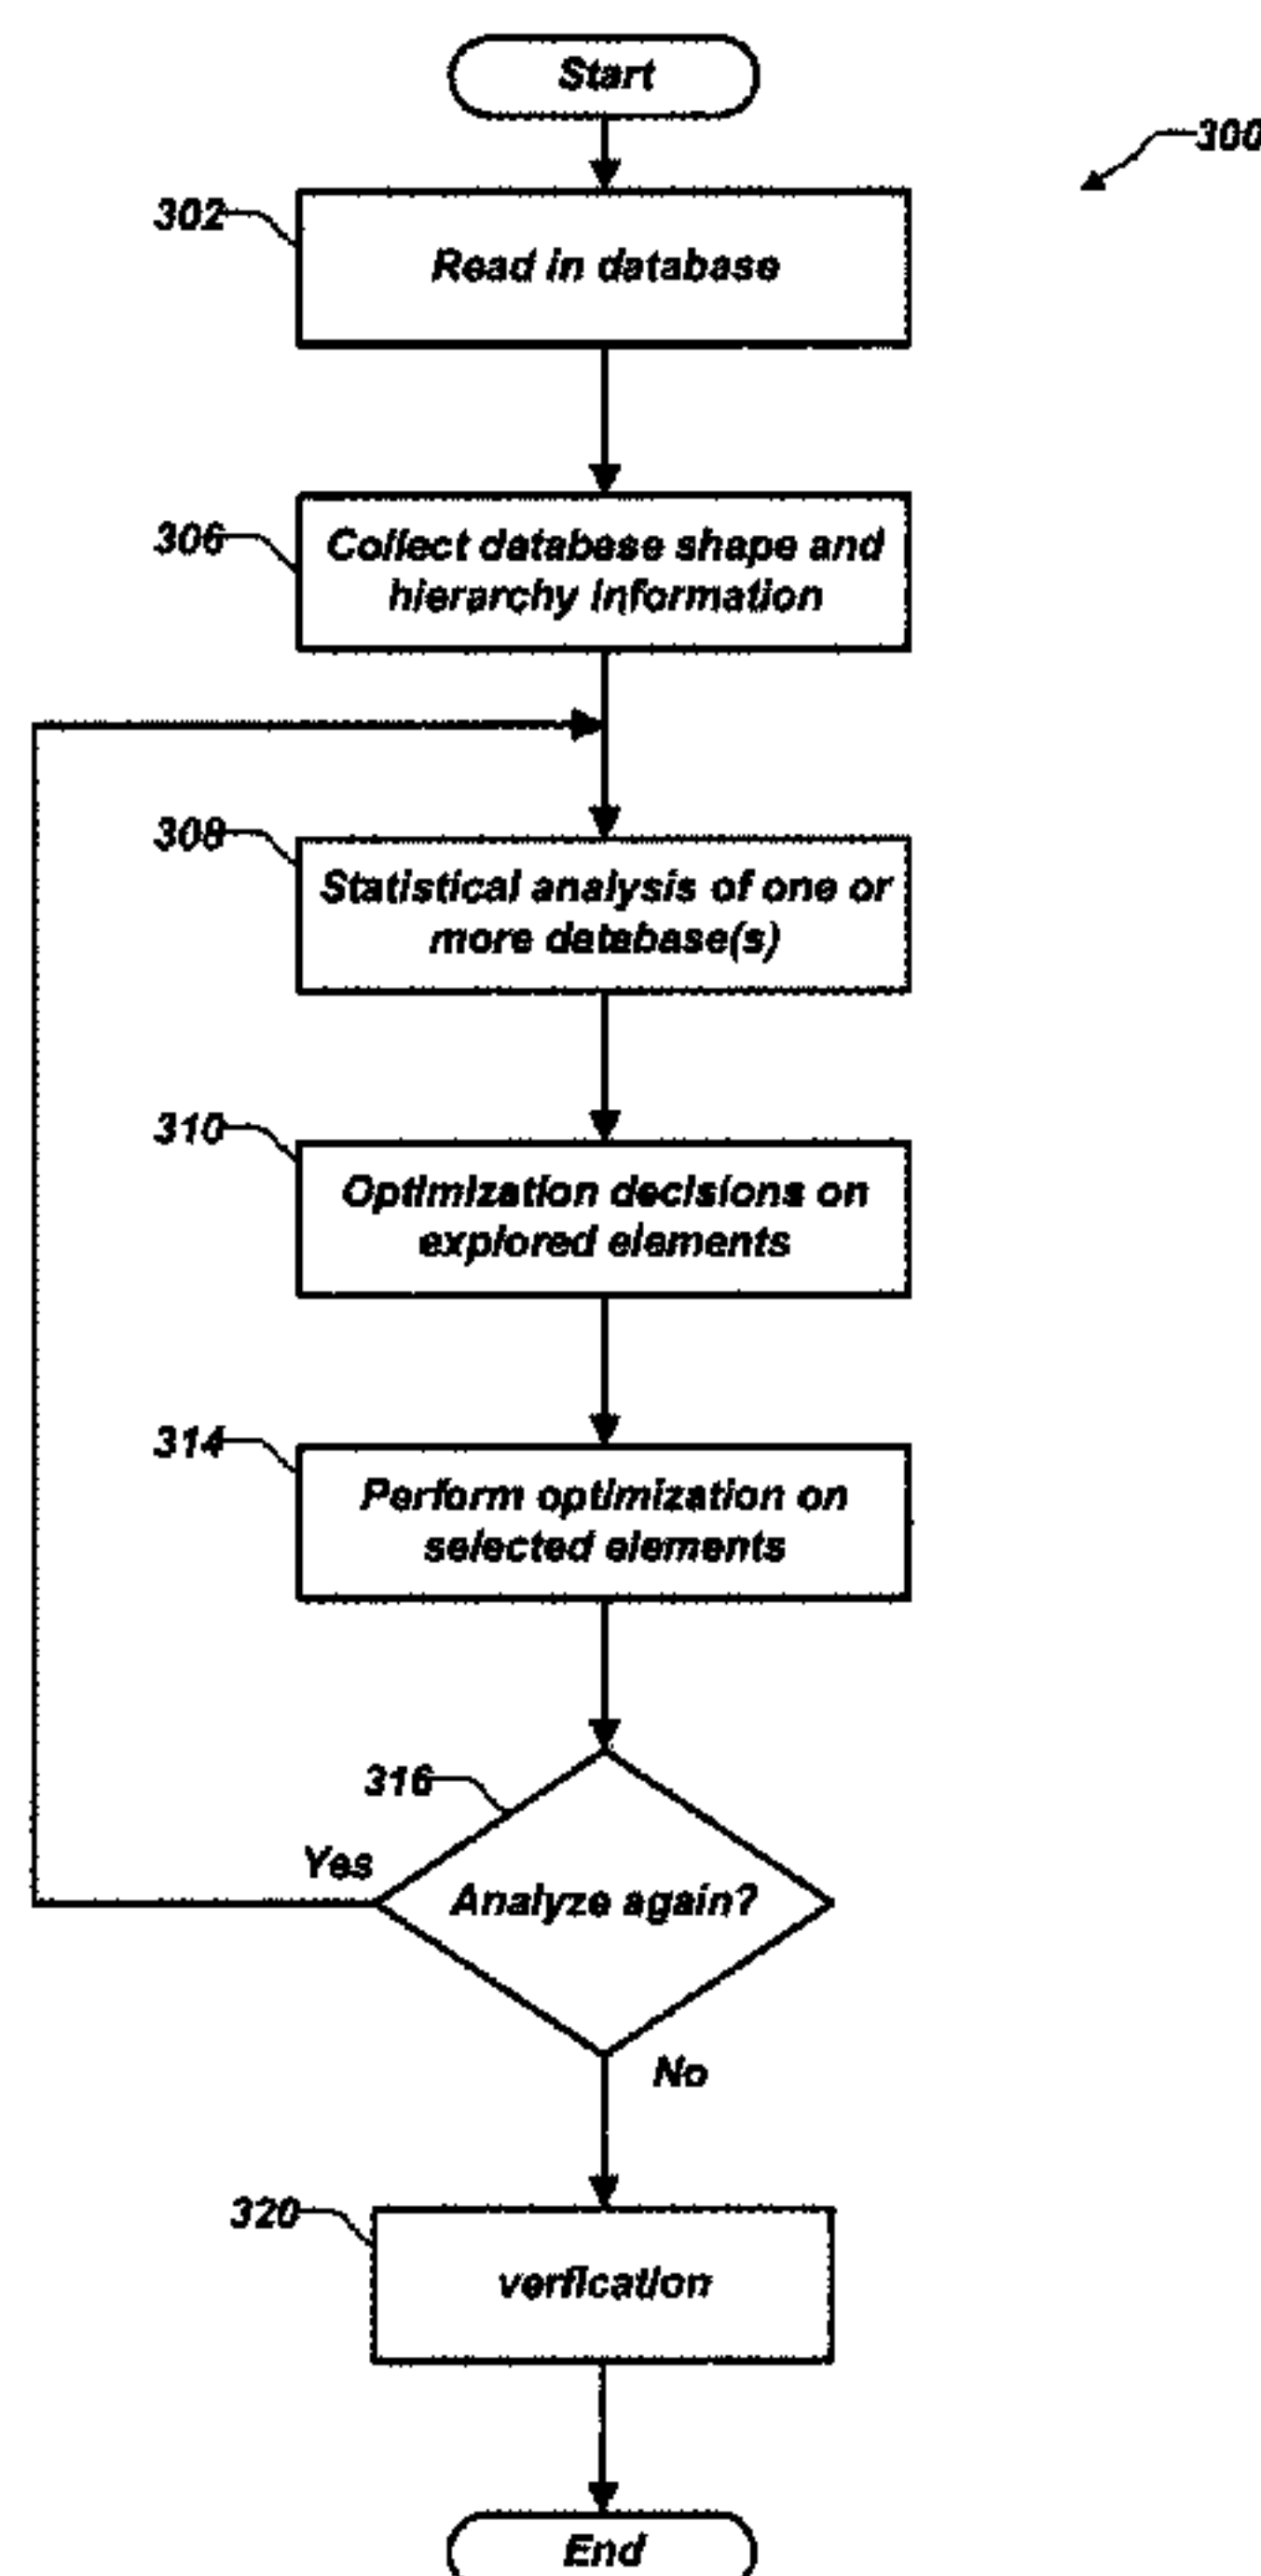 Start
300
302
Read in database
306
Collect database shape and
hierarchy information
308
Statistical analysis of one or
more database(s)
310
Optimization decisions on
explored elements
314
Perform optimization on
selected elements
316
Yes
Analyze again?
No
320
verfication
End